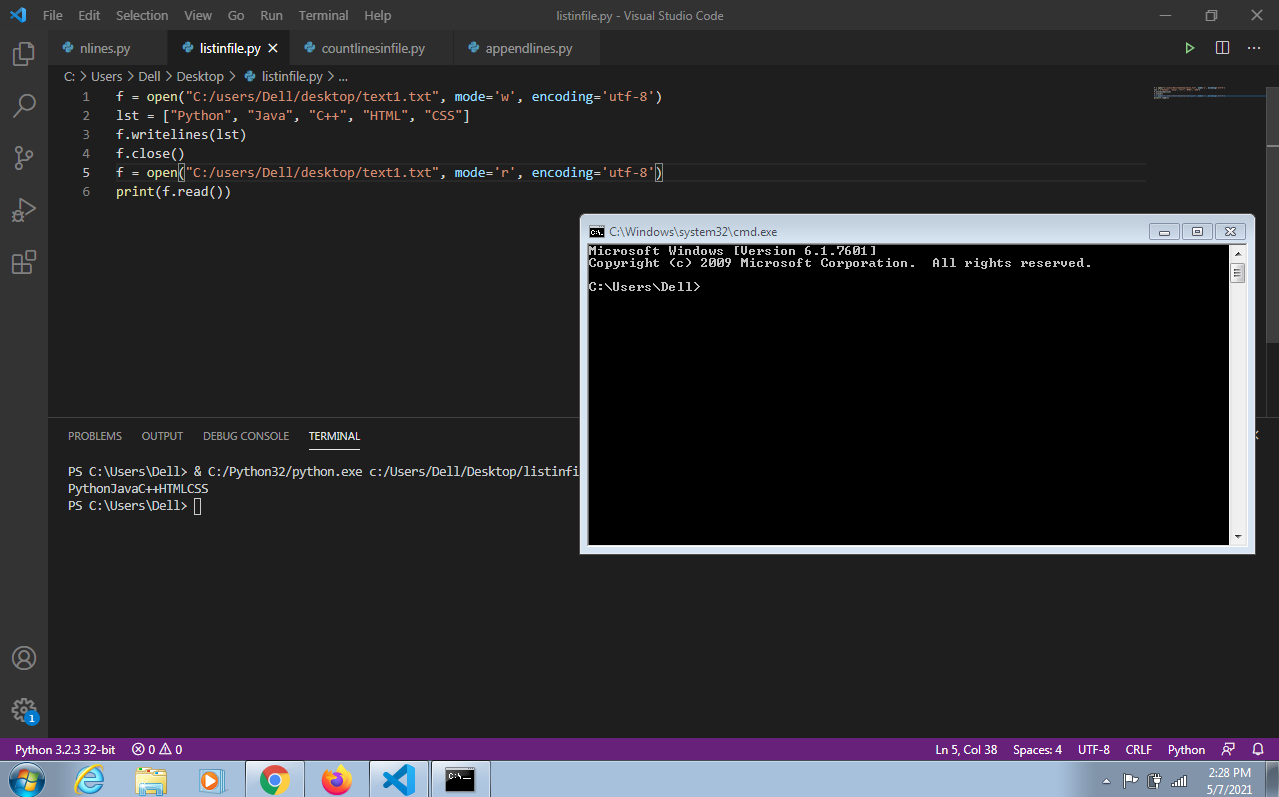 File Edit Selection View Go Run Terminal Help listinfile.py - Visual Studio Code
nlines.py listinfile.py countlinesinfile.py appendlines.py
C: > Users > Dell > Desktop > listinfile.py > ...
1 f = open("C:/users/Dell/desktop/text1.txt", mode='w', encoding='utf-8')
2 lst = ["Python", "Java", "C++", "HTML", "CSS"]
3 f.writelines(lst)
4 f.close()
5 f = open("C:/users/Dell/desktop/text1.txt", mode='r', encoding='utf-8')
6 print(f.read())
C:\Windows\system32\cmd.exe
Microsoft Windows [Version 6.1.7601]
Copyright (c) 2009 Microsoft Corporation.  All rights reserved.
C:\Users\Dell>
PROBLEMS OUTPUT DEBUG CONSOLE TERMINAL
PS C:\Users\Dell> & C:/Python32/python.exe c:/Users/Dell/Desktop/listinfi
PythonJavaC++HTMLCSS
PS C:\Users\Dell>
1
Python 3.2.3 32-bit 0 0 Ln 5, Col 38 Spaces: 4 UTF-8 CRLF Python
C:\._
2:28 PM
5/7/2021